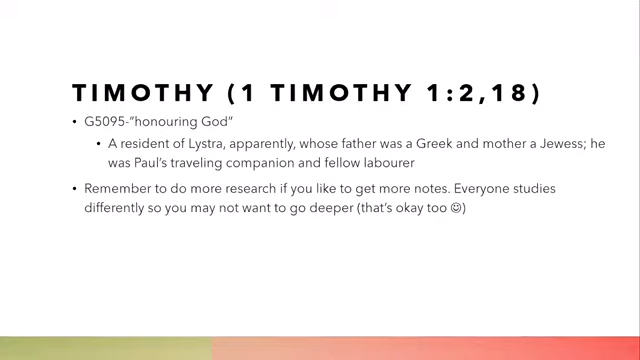 TIMOTHY (1 TIMOTHY 1:2,18)
• G5095-"honouring God"
• A resident of Lystra, apparently, whose father was a Greek and mother a Jewess; he
was Paul's traveling companion and fellow labourer
• Remember to do more research if you like to get more notes. Everyone studies
differently so you may not want to go deeper (that's okay too ☺)